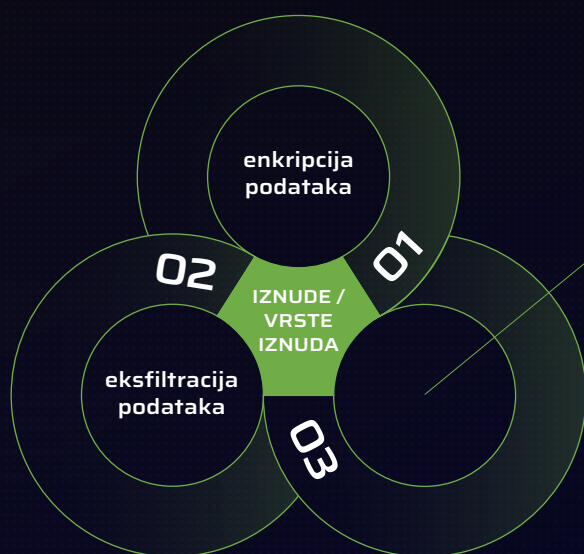 enkripcija
podataka
01
02
IZNUDE /
VRSTE
IZNUDA
eksfiltracija
podataka
03